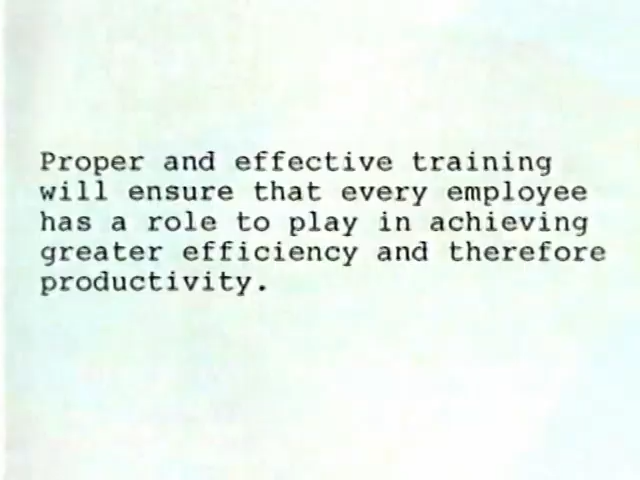 Proper and effective training
will ensure that every employee
has a role to play in achieving
greater efficiency and therefore
productivity.